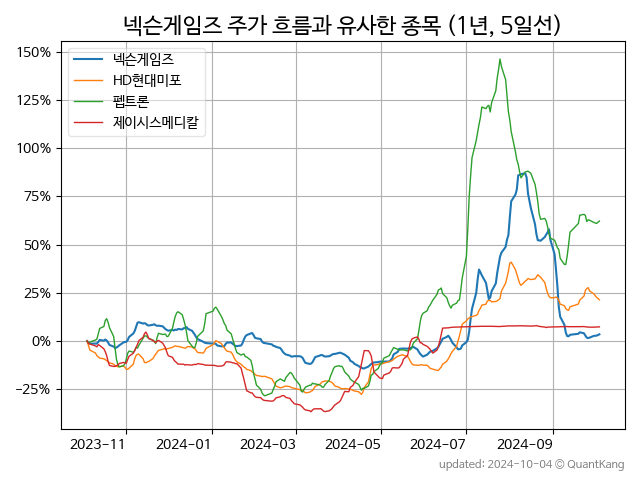 넥슨게임즈 주가 흐름과 유사한 종목 (1년, 5일선)
150%
125%
100%
75%
50%
25%
0%
−25%
넥슨게임즈
HD현대미포
펩트론
제이시스메디칼
2023−11 2024−01 2024−03 2024−05 2024−07 2024−09
updated: 2024-10-04 © QuantKang